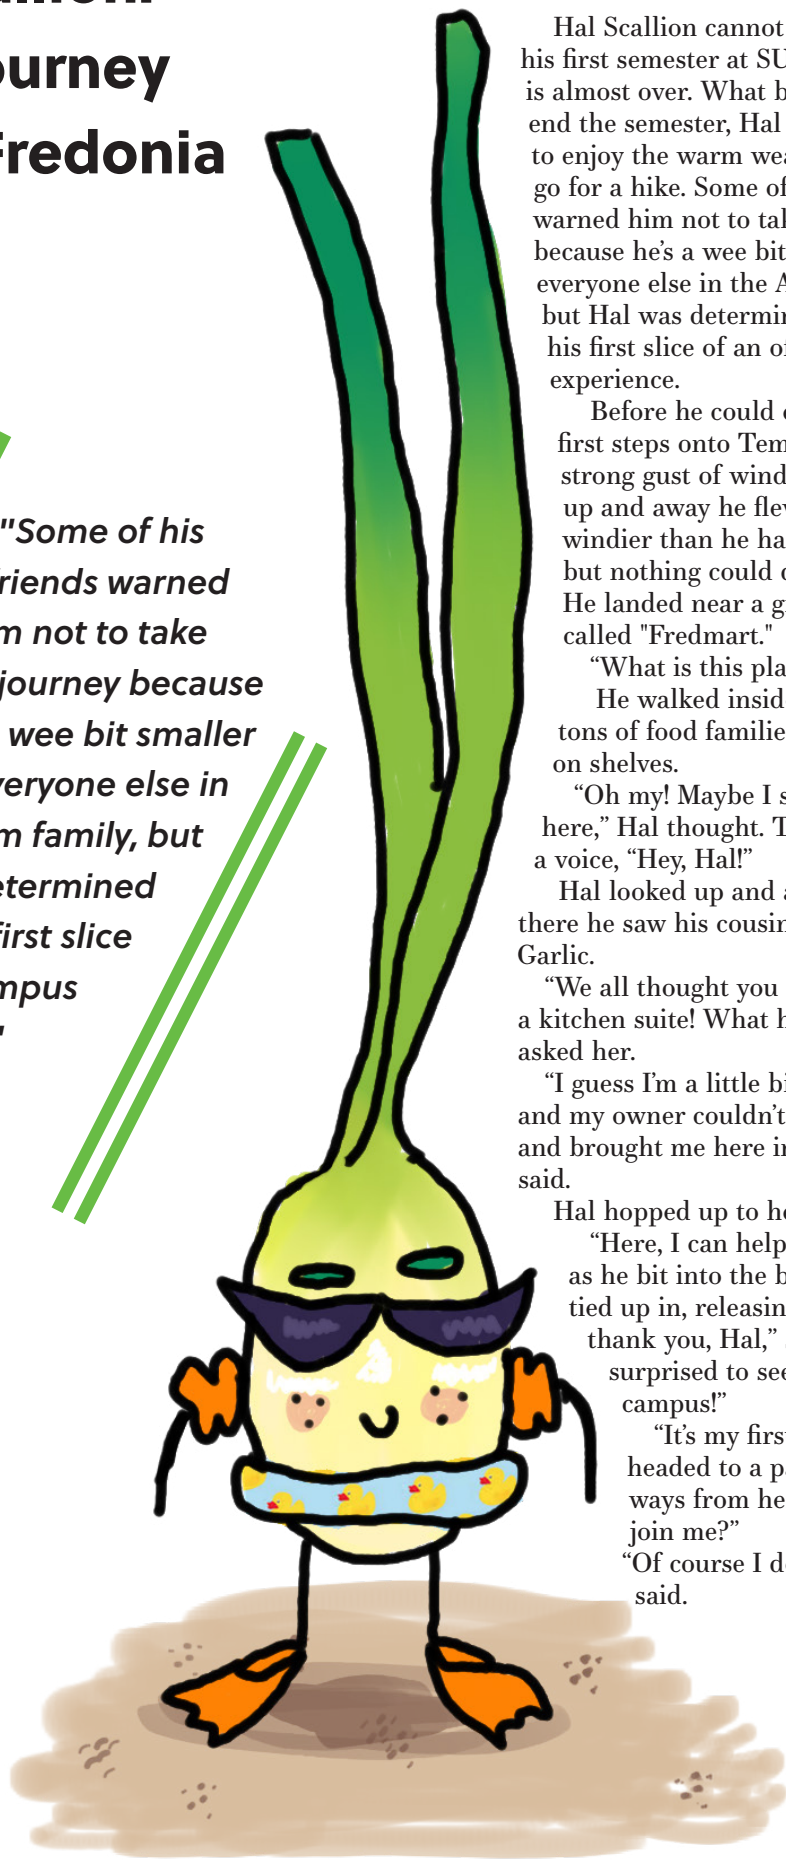 ourney
Fredonia
"Some of his
riends warned
m not to take
journey because
wee bit smaller
veryone else in
m family, but
etermined
first slice
mpus
"
Hal Scallion cannot
his first semester at SU
is almost over. What b
end the semester, Hal
to enjoy the warm wea
go for a hike. Some of
warned him not to tak
because he’s a wee bit
everyone else in the A
but Hal was determin
his first slice of an of
experience.
Before he could
first steps onto Tem
strong gust of wind
up and away he flew
windier than he ha
but nothing could
He landed near a g
called "Fredmart."
“What is this pla
He walked insid
tons of food familie
on shelves.
“Oh my! Maybe I s
here,” Hal thought. T
a voice, “Hey, Hal!”
Hal looked up and a
there he saw his cousin
Garlic.
“We all thought you
a kitchen suite! What h
asked her.
“I guess I’m a little bi
and my owner couldn’t
and brought me here in
said.
Hal hopped up to he
“Here, I can help
as he bit into the b
tied up in, releasin
thank you, Hal,”
surprised to see
campus!”
“It’s my first
headed to a pa
ways from he
join me?”
“Of course I do
said.